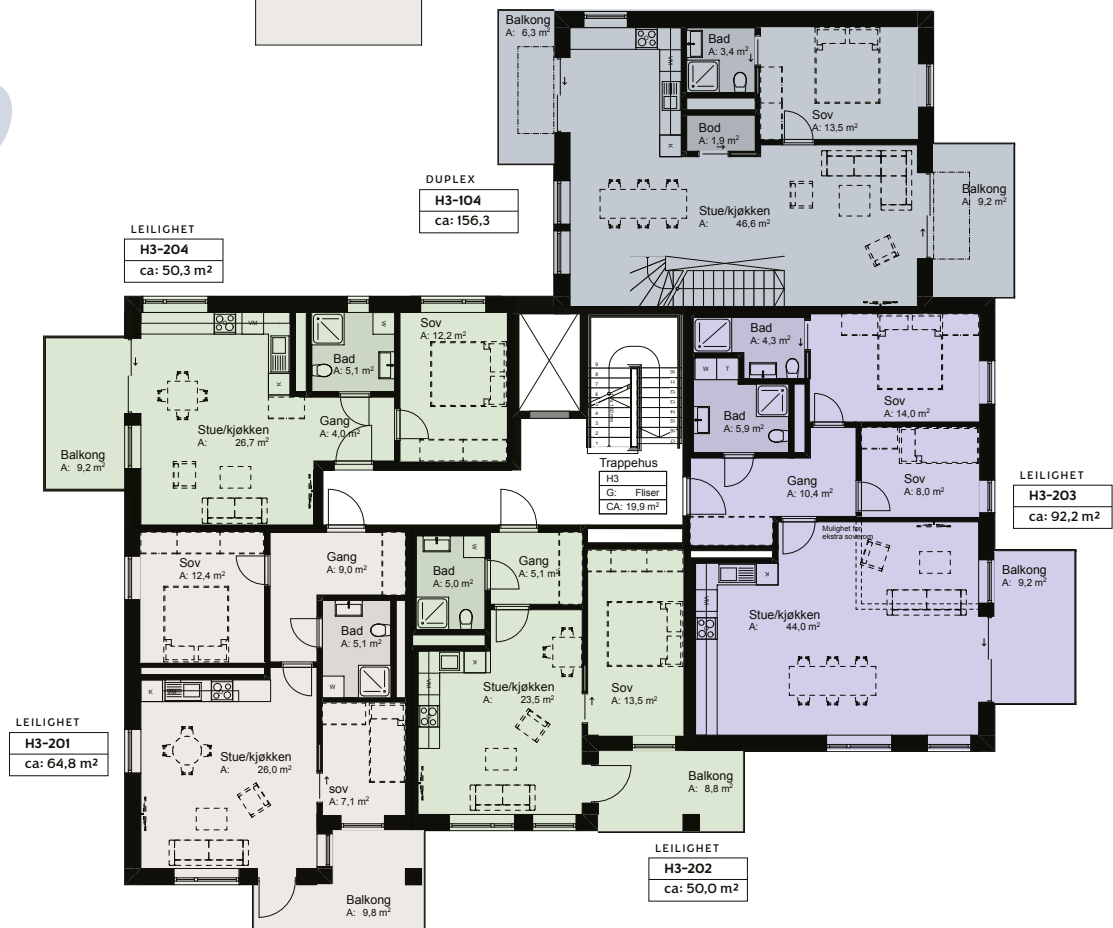 Balkong
A: 6,3 m²
Bad
A: 3,4 m²
VM
K
Bod
A: 1,9 m²
Sov
A: 13,5 m²
Stue/kjøkken
A: 46,6 m²
Balkong
A: 9,2 m²
DUPLEX
H3-104
ca: 156,3
LEILIGHET
H3-204
ca: 50,3 m²
VM
K
W
Bad
A: 5,1 m²
Sov
A: 12,2 m²
Gang
A: 4,0 m²
Stue/kjøkken
A: 26,7 m²
Balkong
A: 9,2 m²
Trappehus
H3
G: Fliser
CA: 19,9 m²
Bad
A: 4,3 m²
W T
Bad
A: 5,9 m²
Sov
A: 14,0 m²
Gang
A: 10,4 m²
Sov
A: 8,0 m²
LEILIGHET
H3-203
ca: 92,2 m²
Mulighet for
ekstra soverom
K
VM
Stue/kjøkken
A: 44,0 m²
Balkong
A: 9,2 m²
Sov
A: 12,4 m²
Gang
A: 9,0 m²
Bad
A: 5,1 m²
W
K
VM
Stue/kjøkken
A: 26,0 m²
sov
A: 7,1 m²
Balkong
A: 9,8 m²
LEILIGHET
H3-201
ca: 64,8 m²
W
Bad
A: 5,0 m²
Gang
A: 5,1 m²
K
VM
Stue/kjøkken
A: 23,5 m²
Sov
A: 13,5 m²
Balkong
A: 8,8 m²
LEILIGHET
H3-202
ca: 50,0 m²